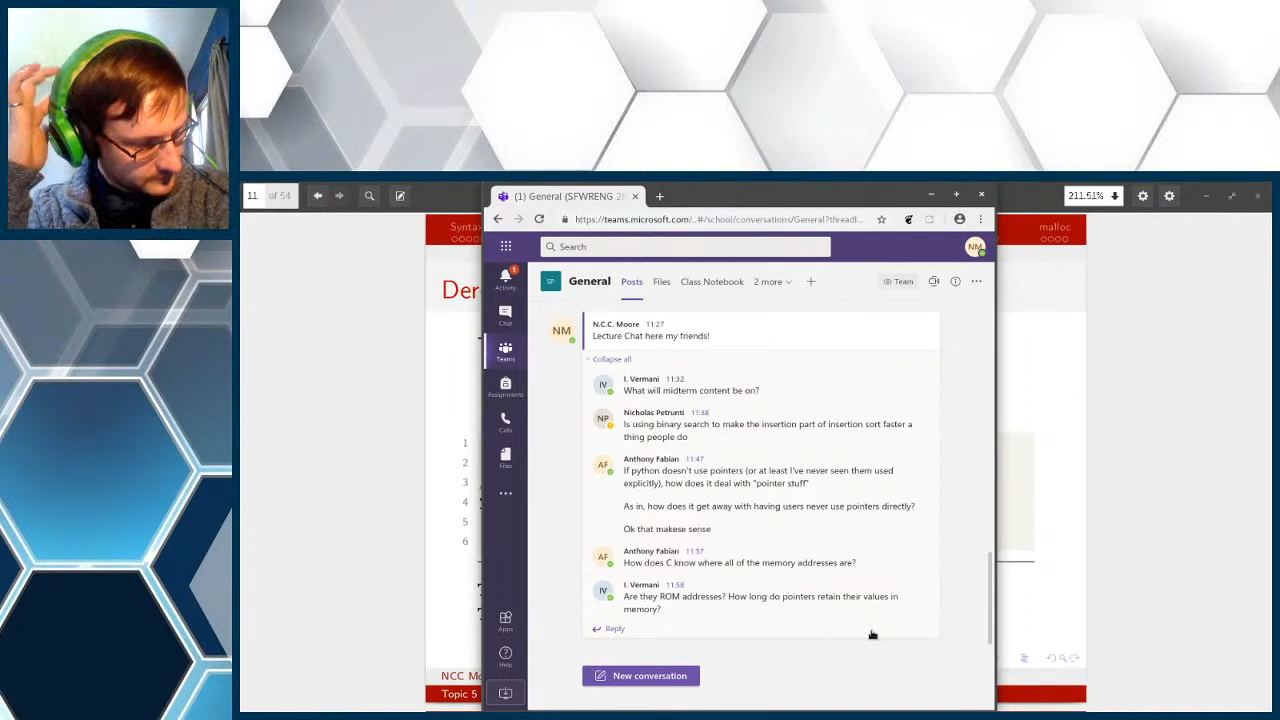 11 of 54
(1) General (SFWRENG 2
211.51%
https://teams.microsoft.com/_#/school/conversations/General?threadI...
Syntax
malloc
Search
NM
Der
Activity
1
Chat
Teams
Assignments
Calls
Files
Apps
Help
SP
General
Posts
Files
Class Notebook
2 more
Team
NM
N.C.C. Moore 11:27
Lecture Chat here my friends!
Collapse all
IV
I. Vermani 11:32
What will midterm content be on?
NP
Nicholas Petrunti 11:38
Is using binary search to make the insertion part of insertion sort faster a
thing people do
AF
Anthony Fabian 11:47
If python doesn't use pointers (or at least I've never seen them used
explicitly), how does it deal with "pointer stuff"
As in, how does it get away with having users never use pointers directly?
Ok that makese sense
AF
Anthony Fabian 11:57
How does C know where all of the memory addresses are?
IV
I. Vermani 11:58
Are they ROM addresses? How long do pointers retain their values in
memory?
Reply
New conversation
1
2
3
4
5
6
NCC Mo
Topic 5